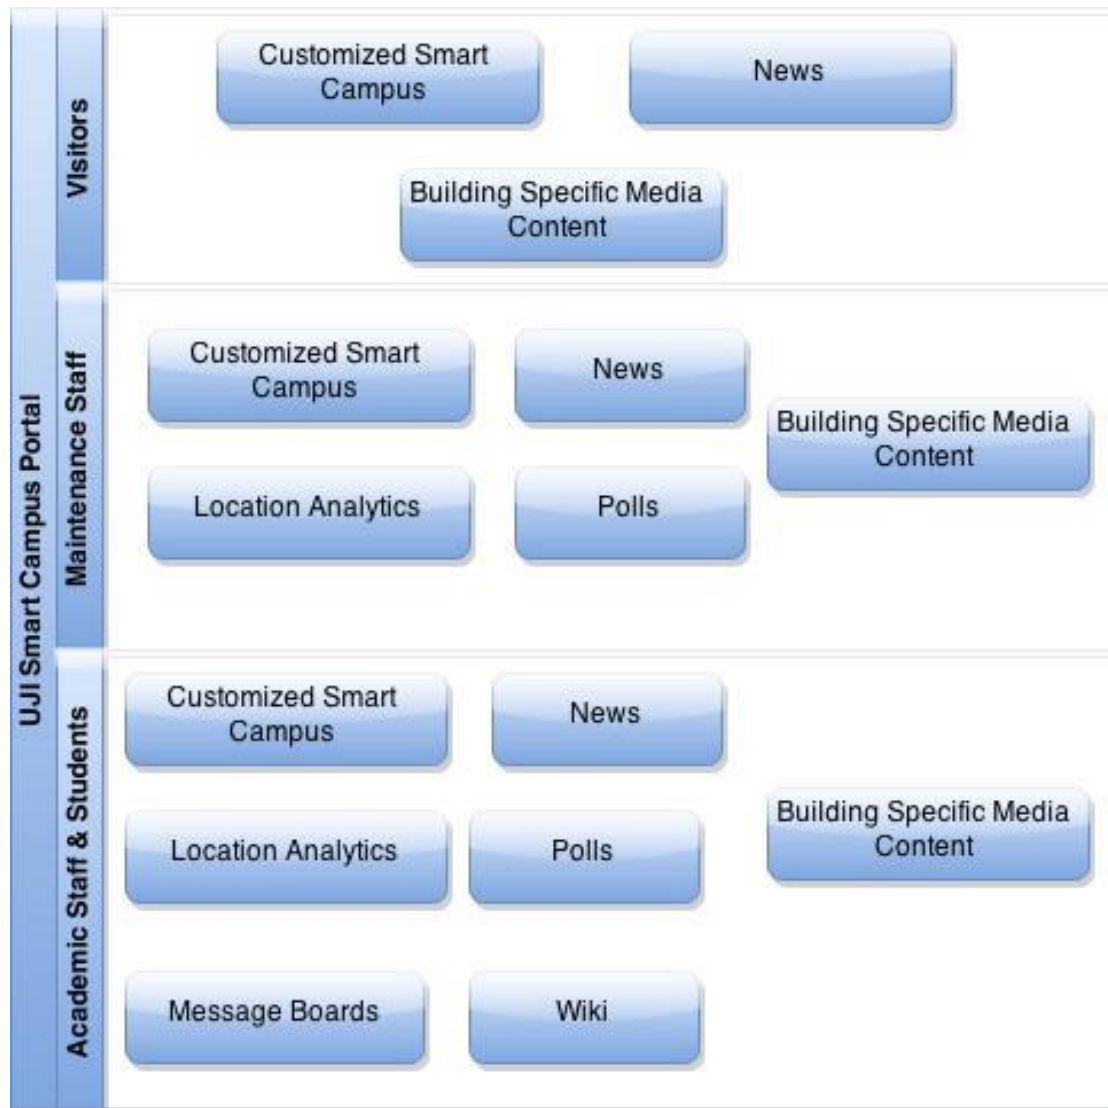 UJI Smart Campus Portal
VIsitors
Customized Smart
Campus
News
Building Specific Media
Content
Maintenance Staff
Customized Smart
Campus
News
Building Specific Media
Content
Location Analytics
Polls
Academic Staff & Students
Customized Smart
Campus
News
Building Specific Media
Content
Location Analytics
Polls
Message Boards
Wiki